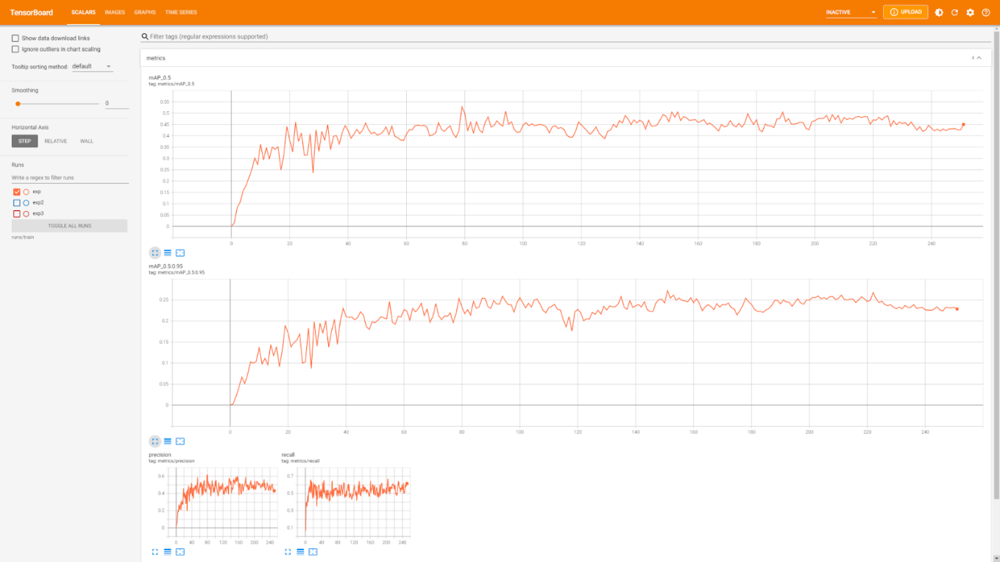 TensorBoard SCALARS IMAGES GRAPHS TIME SERIES INACTIVE UPLOAD
Show data download links
Ignore outliers in chart scaling
Tooltip sorting method: default
Smoothing
0
Horizontal Axis
STEP RELATIVE WALL
Runs
Write a regex to filter runs
exp
exp2
exp3
TOGGLE ALL RUNS
runs/train
Filter tags (regular expressions supported)
metrics 4
mAP_0.5
tag: metrics/mAP_0.5
0.55
0.5
0.45
0.4
0.35
0.3
0.25
0.2
0.15
0.1
0.05
0
0 20 40 60 80 100 120 140 160 180 200 220 240
mAP_0.5:0.95
tag: metrics/mAP_0.5:0.95
0.25
0.2
0.15
0.1
0.05
0
0 20 40 60 80 100 120 140 160 180 200 220 240
precision
tag: metrics/precision
0.6
0.4
0.2
0
0 40 80 120 160 200 240
recall
tag: metrics/recall
0.7
0.5
0.3
0.1
0 40 80 120 160 200 240